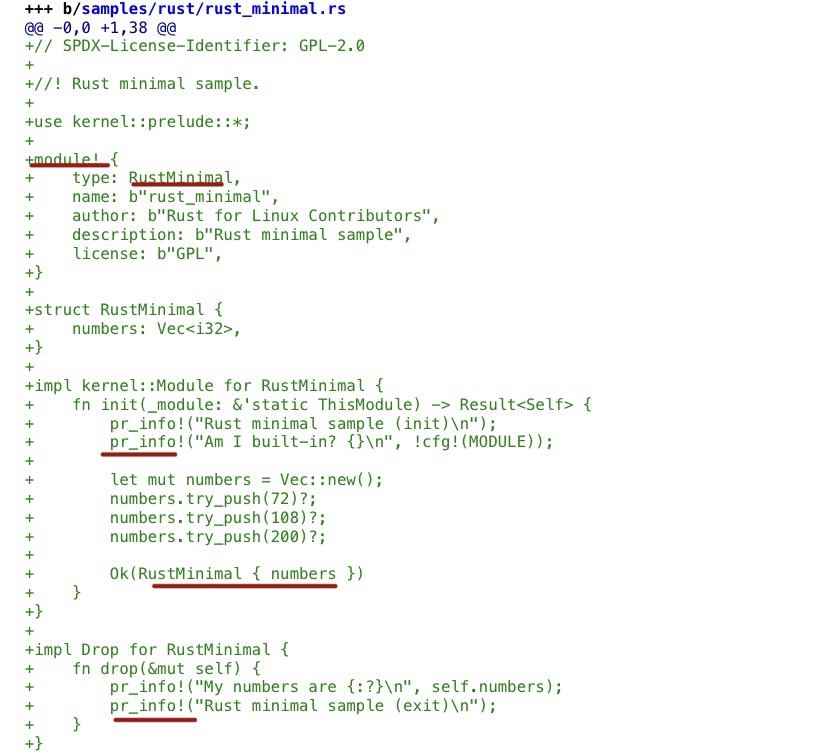 +++ b/samples/rust/rust_minimal.rs
@@ -0,0 +1,38 @@
+// SPDX-License-Identifier: GPL-2.0
+
+//! Rust minimal sample.
+
+use kernel::prelude::*;
+
+module! {
+    type: RustMinimal,
+    name: b"rust_minimal",
+    author: b"Rust for Linux Contributors",
+    description: b"Rust minimal sample",
+    license: b"GPL",
+}
+
+struct RustMinimal {
+    numbers: Vec<i32>,
+}
+
+impl kernel::Module for RustMinimal {
+    fn init(_module: &'static ThisModule) -> Result<Self> {
+        pr_info!("Rust minimal sample (init)\n");
+        pr_info!("Am I built-in? {}\n", !cfg!(MODULE));
+
+        let mut numbers = Vec::new();
+        numbers.try_push(72)?;
+        numbers.try_push(108)?;
+        numbers.try_push(200)?;
+
+        Ok(RustMinimal { numbers })
+    }
+}
+
+impl Drop for RustMinimal {
+    fn drop(&mut self) {
+        pr_info!("My numbers are {:?}\n", self.numbers);
+        pr_info!("Rust minimal sample (exit)\n");
+    }
+}